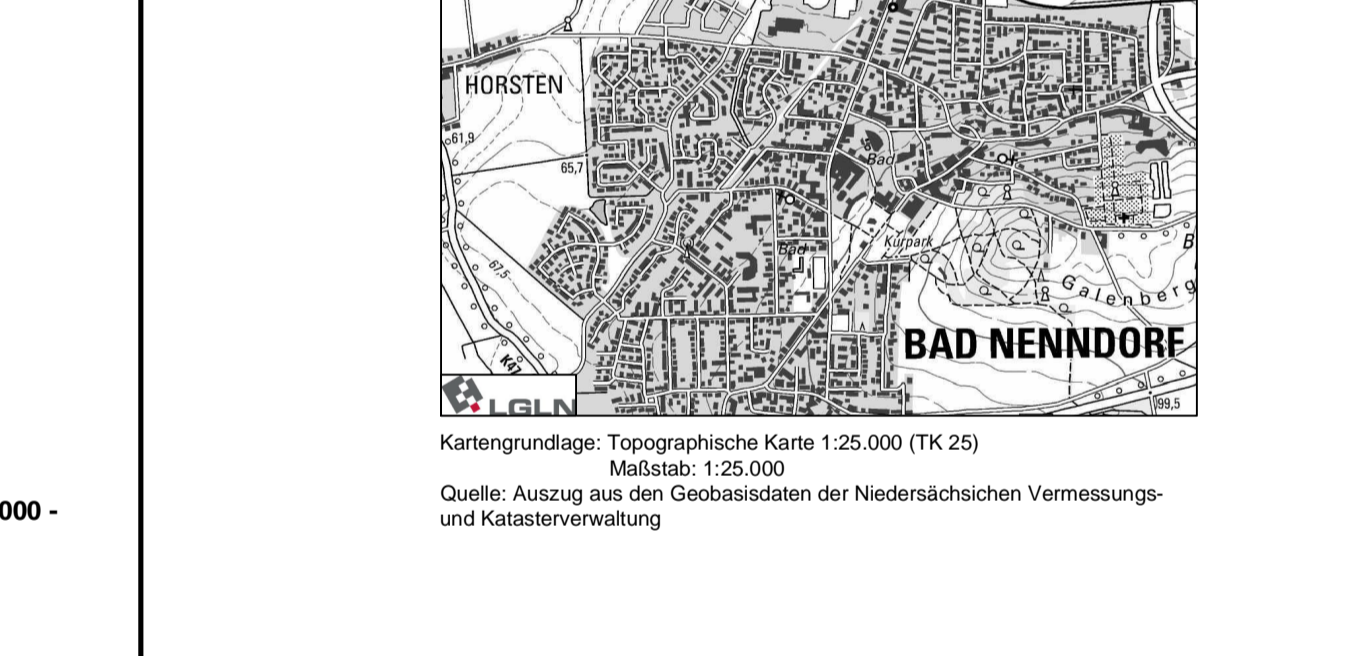 HORSTEN
61,9
65,7
Bad
Kurpark
Bad
B
Galenberg
67,5
BAD NENNDORF
K47
LGLN
99,5
Kartengrundlage: Topographische Karte 1:25.000 (TK 25)
Maßstab: 1:25.000
Quelle: Auszug aus den Geobasisdaten der Niedersächsichen Vermessungs-
und Katasterverwaltung
000 -